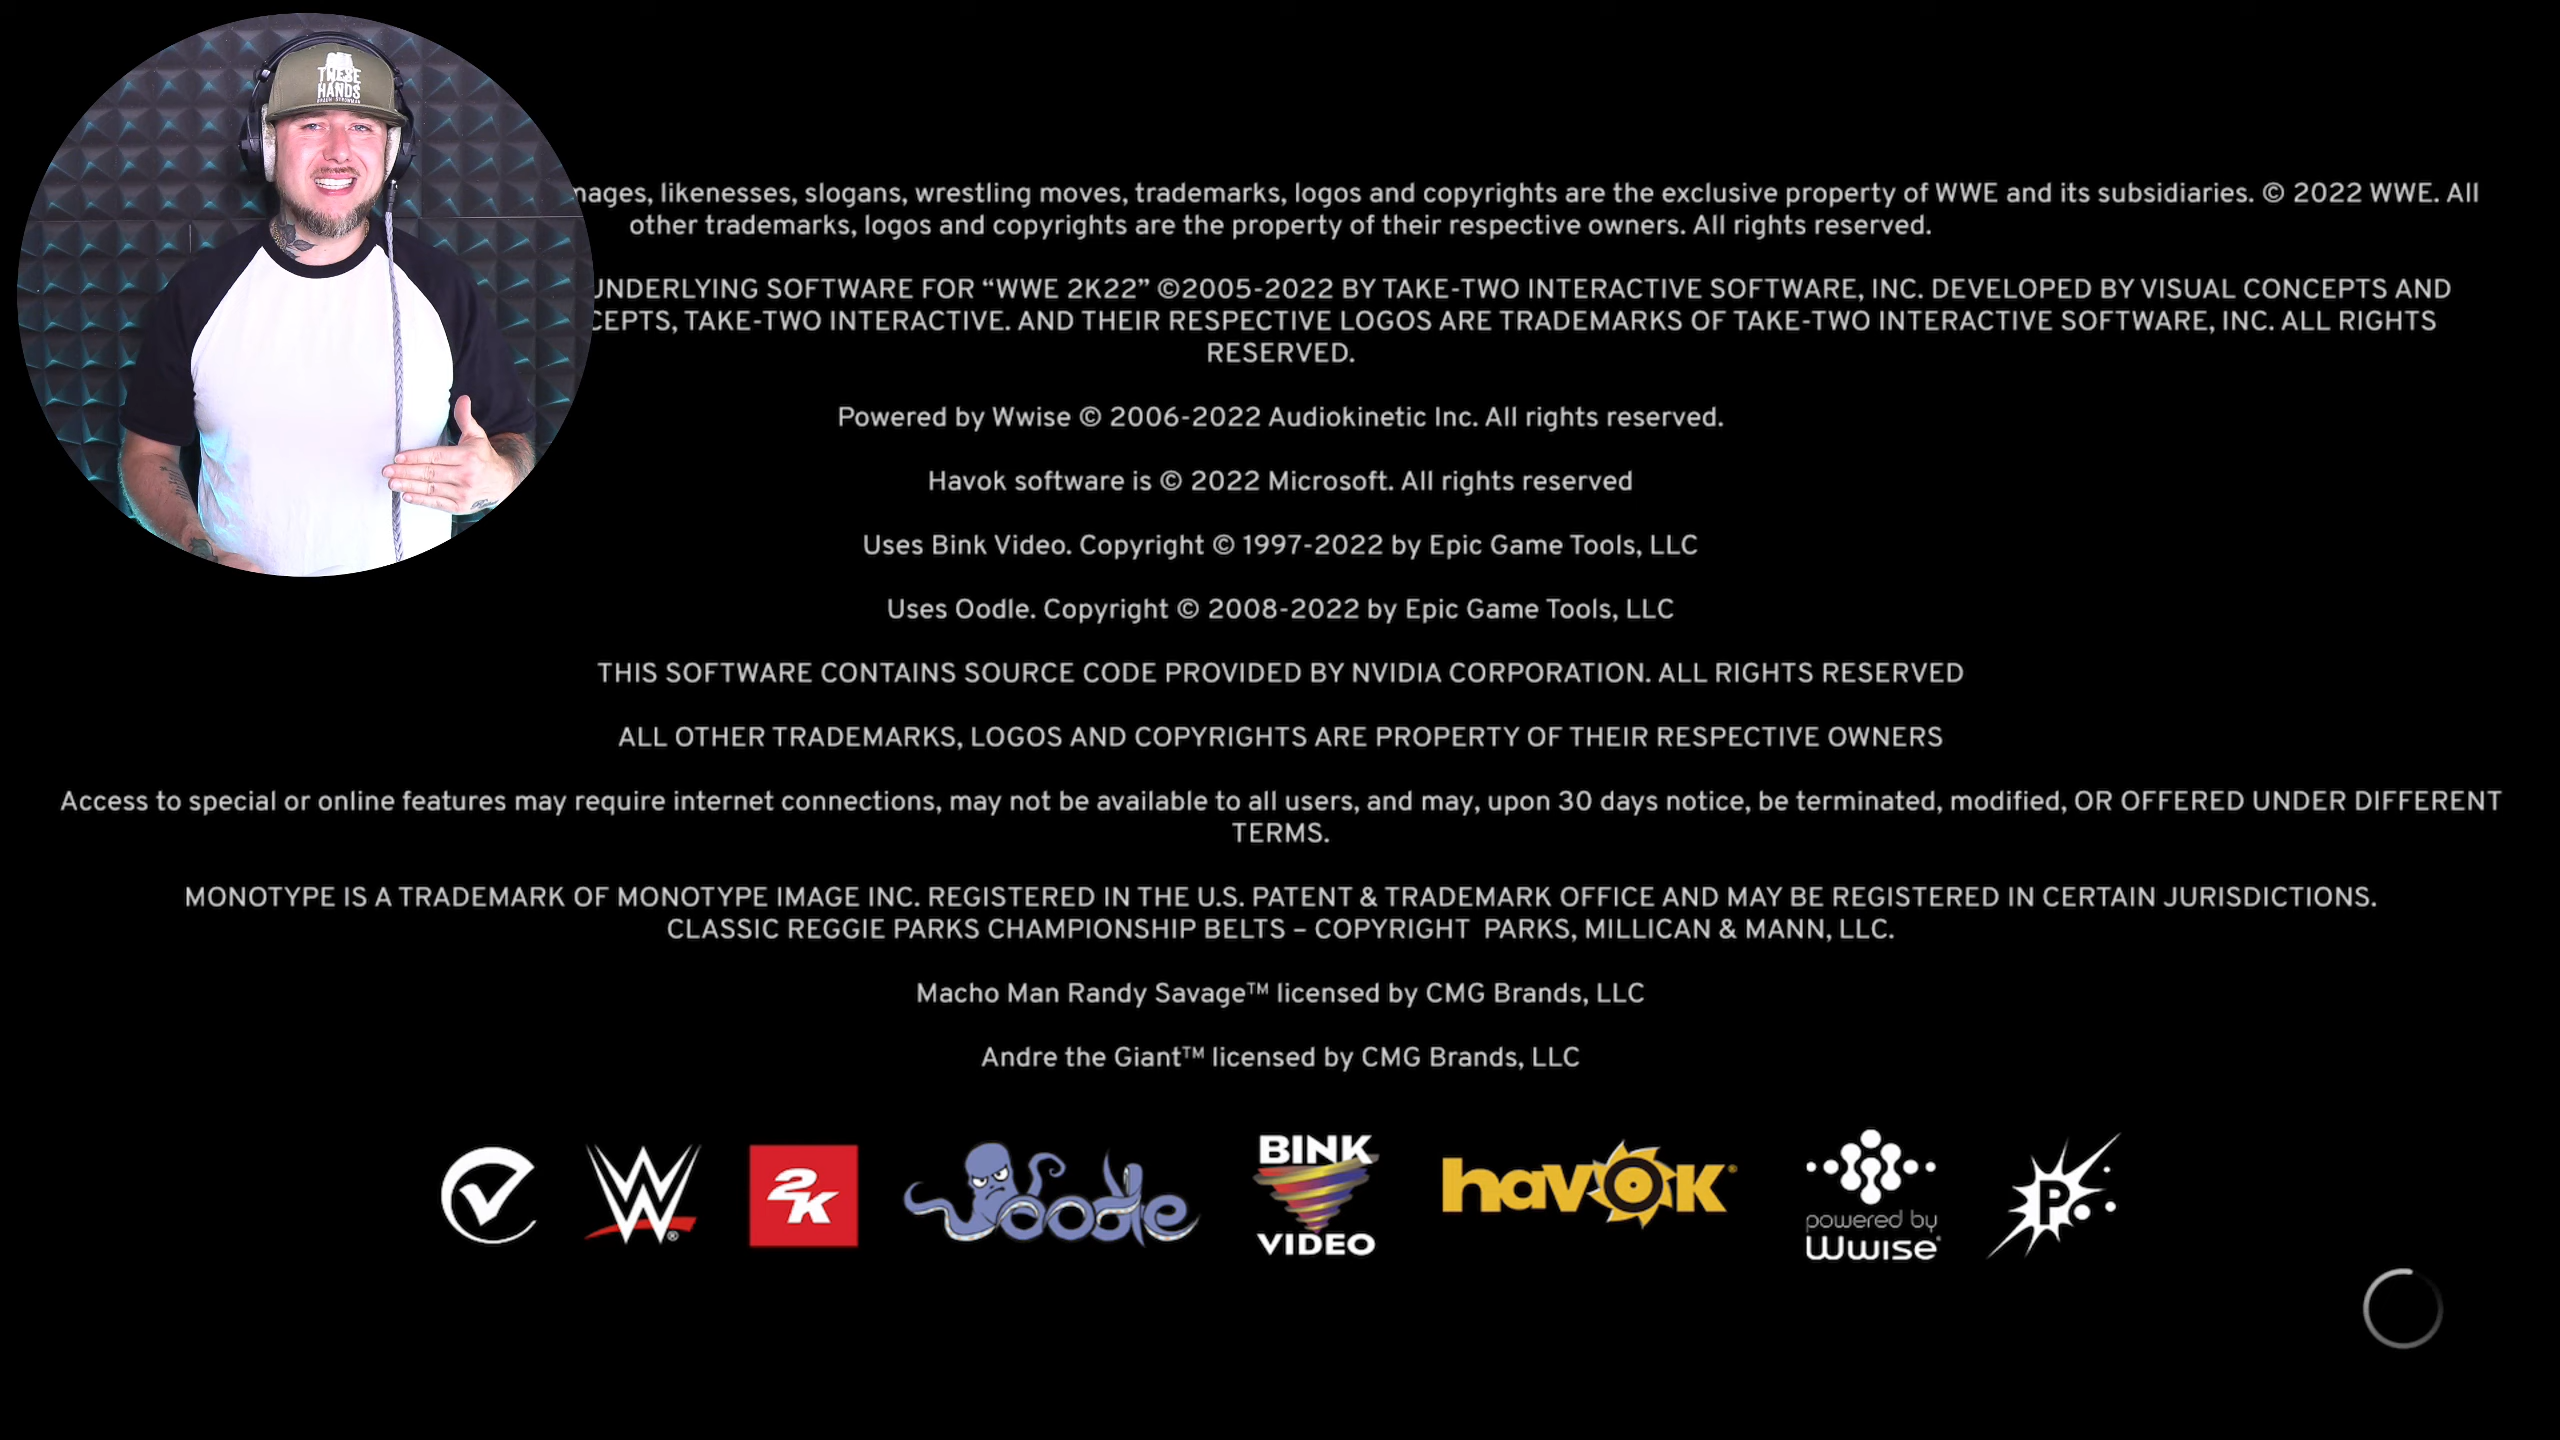 GET
THESE
HANDS
BRAUN STROWMAN
likenesses, slogans, wrestling moves, trademarks, logos and copyrights are the exclusive property of WWE and its subsidiaries. © 2022 WWE. All
other trademarks, logos and copyrights are the property of their respective owners. All rights reserved.
UNDERLYING SOFTWARE FOR “WWE 2K22” ©2005-2022 BY TAKE-TWO INTERACTIVE SOFTWARE, INC. DEVELOPED BY VISUAL CONCEPTS AND
CEPTS, TAKE-TWO INTERACTIVE. AND THEIR RESPECTIVE LOGOS ARE TRADEMARKS OF TAKE-TWO INTERACTIVE SOFTWARE, INC. ALL RIGHTS
RESERVED.
Powered by Wwise © 2006-2022 Audiokinetic Inc. All rights reserved.
Havok software is © 2022 Microsoft. All rights reserved
Uses Bink Video. Copyright © 1997-2022 by Epic Game Tools, LLC
Uses Oodle. Copyright © 2008-2022 by Epic Game Tools, LLC
THIS SOFTWARE CONTAINS SOURCE CODE PROVIDED BY NVIDIA CORPORATION. ALL RIGHTS RESERVED
ALL OTHER TRADEMARKS, LOGOS AND COPYRIGHTS ARE PROPERTY OF THEIR RESPECTIVE OWNERS
Access to special or online features may require internet connections, may not be available to all users, and may, upon 30 days notice, be terminated, modified, OR OFFERED UNDER DIFFERENT
TERMS.
MONOTYPE IS A TRADEMARK OF MONOTYPE IMAGE INC. REGISTERED IN THE U.S. PATENT & TRADEMARK OFFICE AND MAY BE REGISTERED IN CERTAIN JURISDICTIONS.
CLASSIC REGGIE PARKS CHAMPIONSHIP BELTS – COPYRIGHT PARKS, MILLICAN & MANN, LLC.
Macho Man Randy Savage™ licensed by CMG Brands, LLC
Andre the Giant™ licensed by CMG Brands, LLC
W
2K
oodle
BINK
VIDEO
havok
powered by
wwise
P